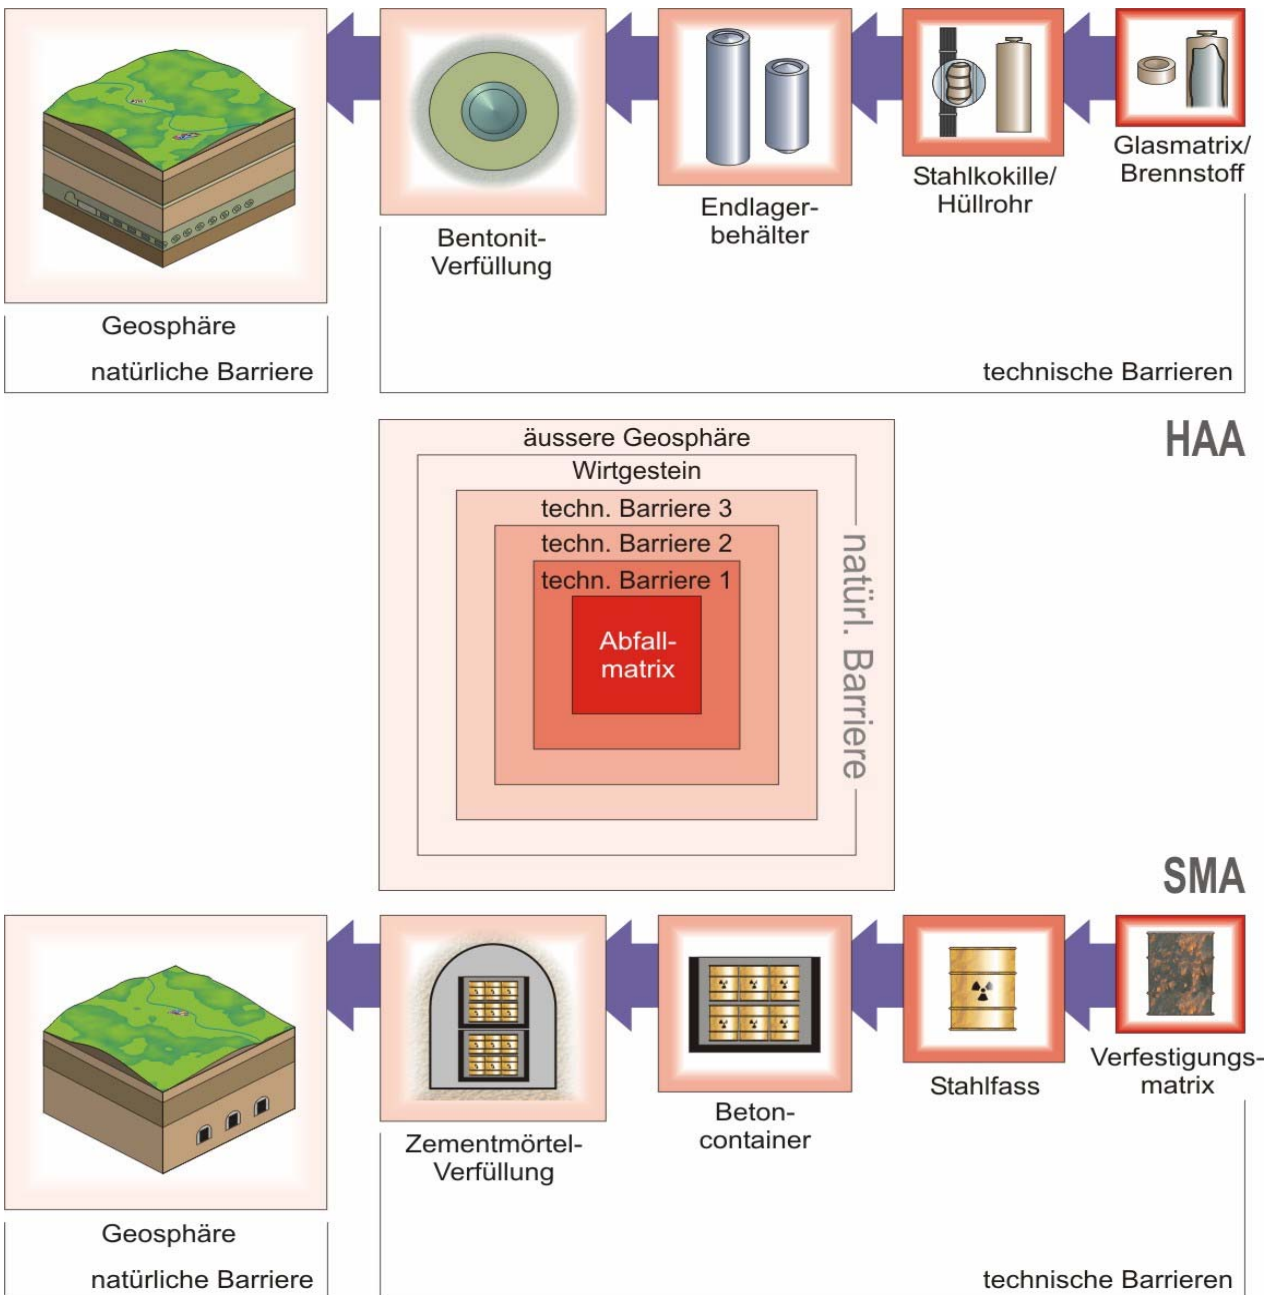 Glasmatrix/
Brennstoff
Stahlkokille/
Hüllrohr
Endlager-
behälter
Bentonit-
Verfüllung
Geosphäre
natürliche Barriere
technische Barrieren
HAA
äussere Geosphäre
Wirtgestein
techn. Barriere 3
techn. Barriere 2
techn. Barriere 1
Abfall-
matrix
natürl. Barriere
SMA
Verfestigungs-
matrix
Stahlfass
Beton-
container
Zementmörtel-
Verfüllung
Geosphäre
natürliche Barriere
technische Barrieren